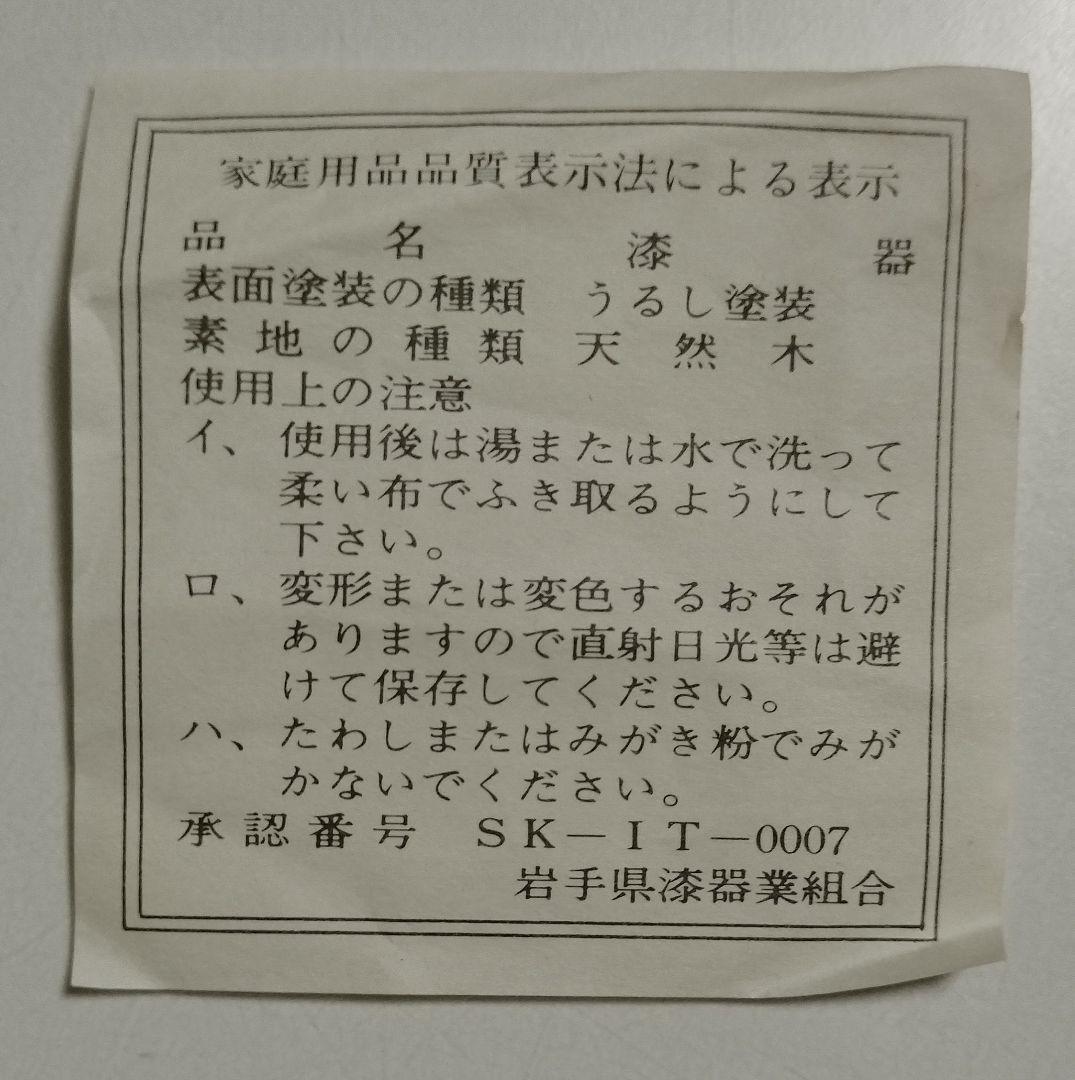 家庭用品品質表示法による表示
品名 漆器
表面塗装の種類 うるし塗装
素地の種類 天然木
使用上の注意
イ、使用後は湯または水で洗って
柔い布でふき取るようにして
下さい。
ロ、変形または変色するおそれが
ありますので直射日光等は避
けて保存してください。
ハ、たわしまたはみがき粉でみが
かないでください。
承認番号 SK－IT－0007
岩手県漆器業組合